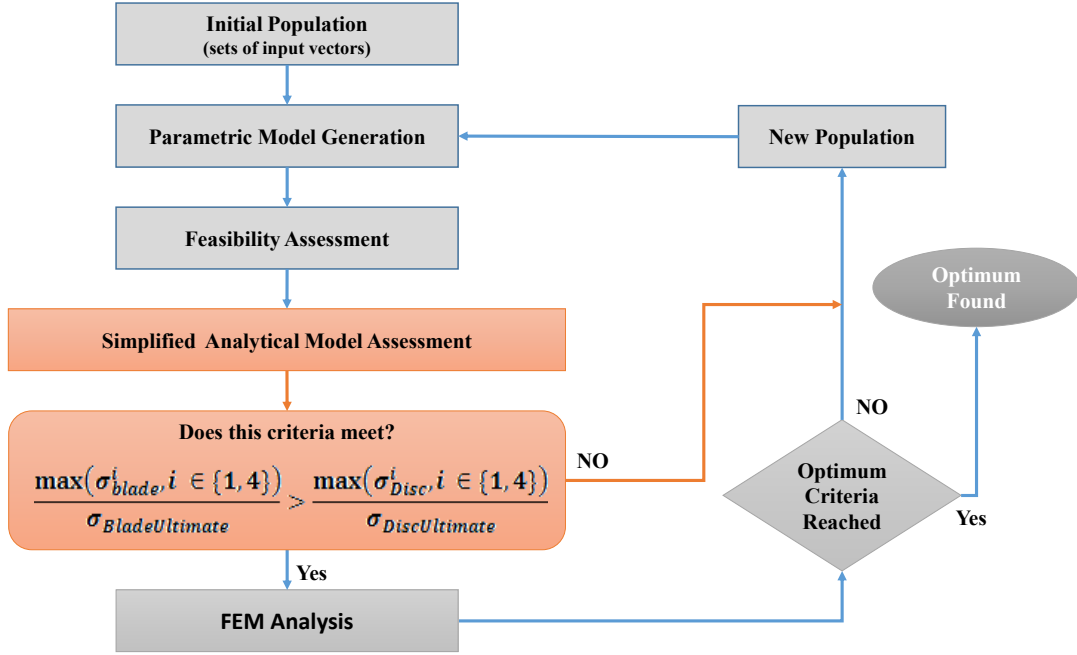 Initial Population
(sets of input vectors)
Parametric Model Generation
New Population
Feasibility Assessment
Optimum
Found
Simplified Analytical Model Assessment
Does this criteria meet?
max(σ^i_blade, i ∈ {1, 4}) / σ_BladeUltimate > max(σ^i_Disc, i ∈ {1, 4}) / σ_DiscUltimate
NO
NO
Optimum
Criteria
Reached
Yes
Yes
FEM Analysis